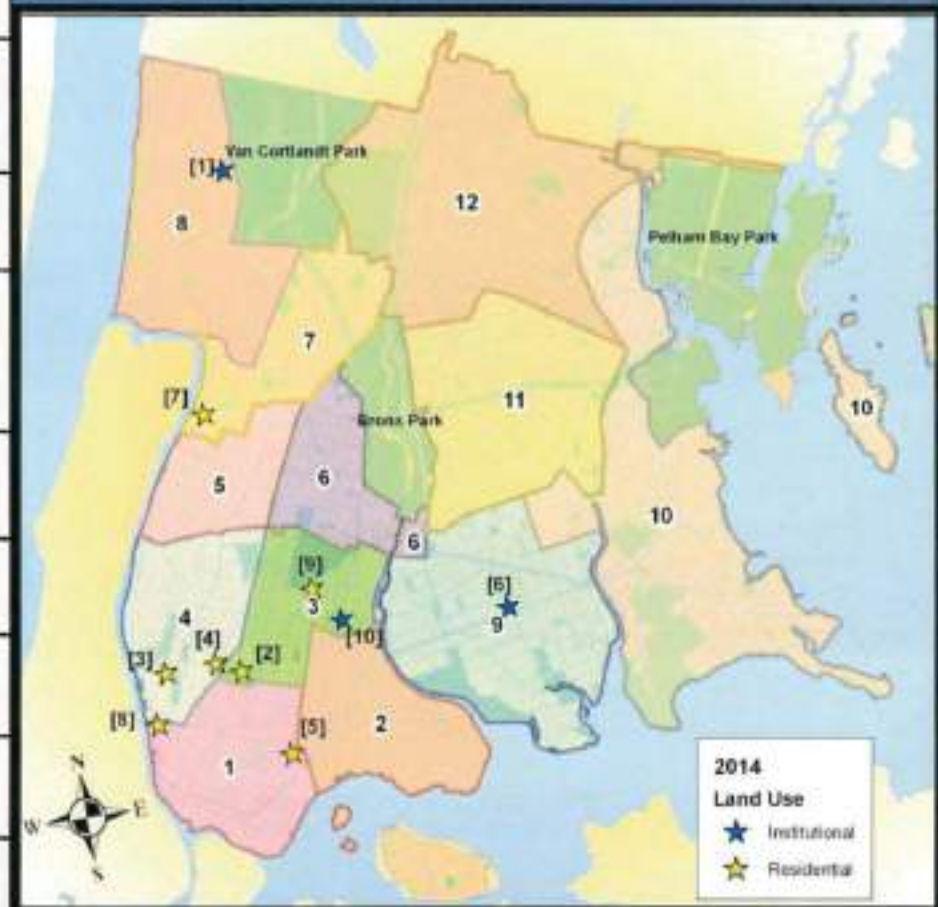 [1]
Van Cortlandt Park
8
12
Pelham Bay Park
7
[7]
10
11
Bronx Park
5
6
10
6
[9]
[6]
3
4
9
[10]
[4]
[2]
[3]
[8]
[5]
2
1
N
W
E
S
2014
Land Use
Institutional
Residential